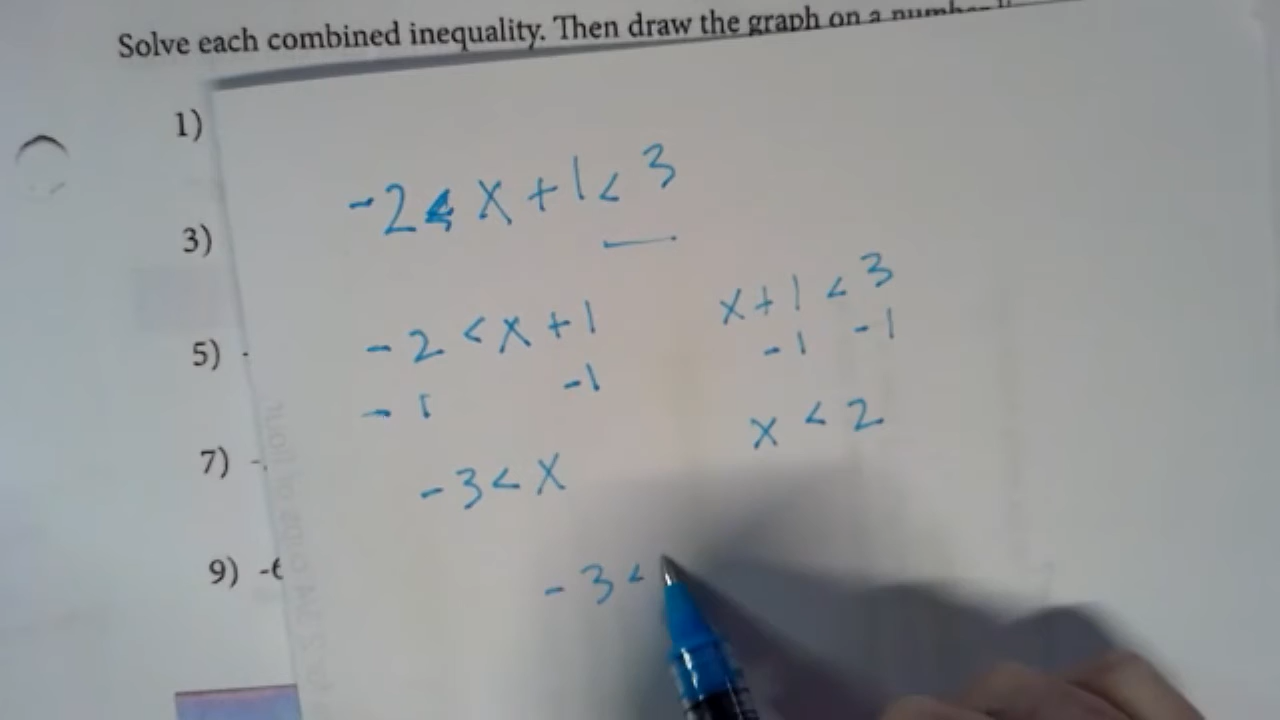 Solve each combined inequality. Then draw the graph on a
1)
-2 < x + 1 < 3
3)
-2 < x + 1
x + 1 < 3
5)
-1 -1
-1 -1
7)
-3 < x
x < 2
9) -6
-3 <